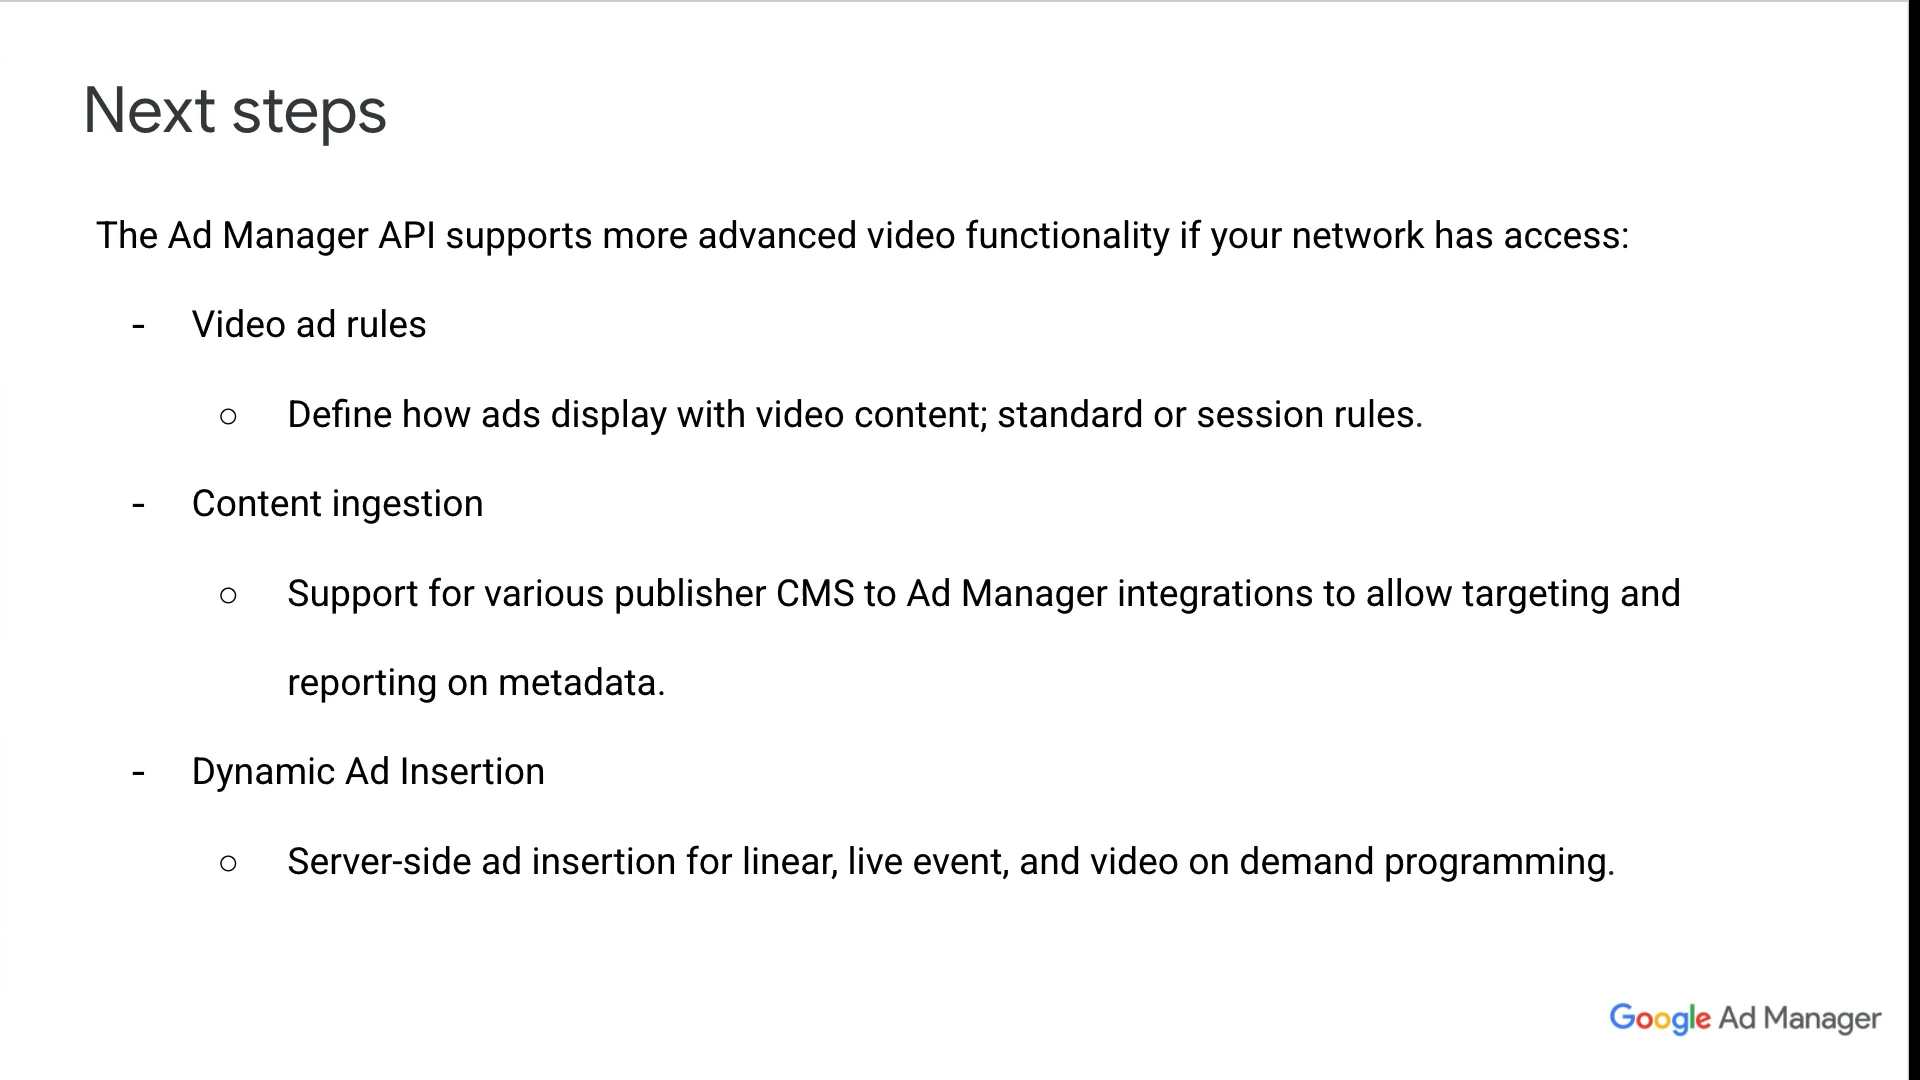 Next steps
The Ad Manager API supports more advanced video functionality if your network has access:
- Video ad rules
○ Define how ads display with video content; standard or session rules.
- Content ingestion
○ Support for various publisher CMS to Ad Manager integrations to allow targeting and
reporting on metadata.
- Dynamic Ad Insertion
○ Server-side ad insertion for linear, live event, and video on demand programming.
Google Ad Manager